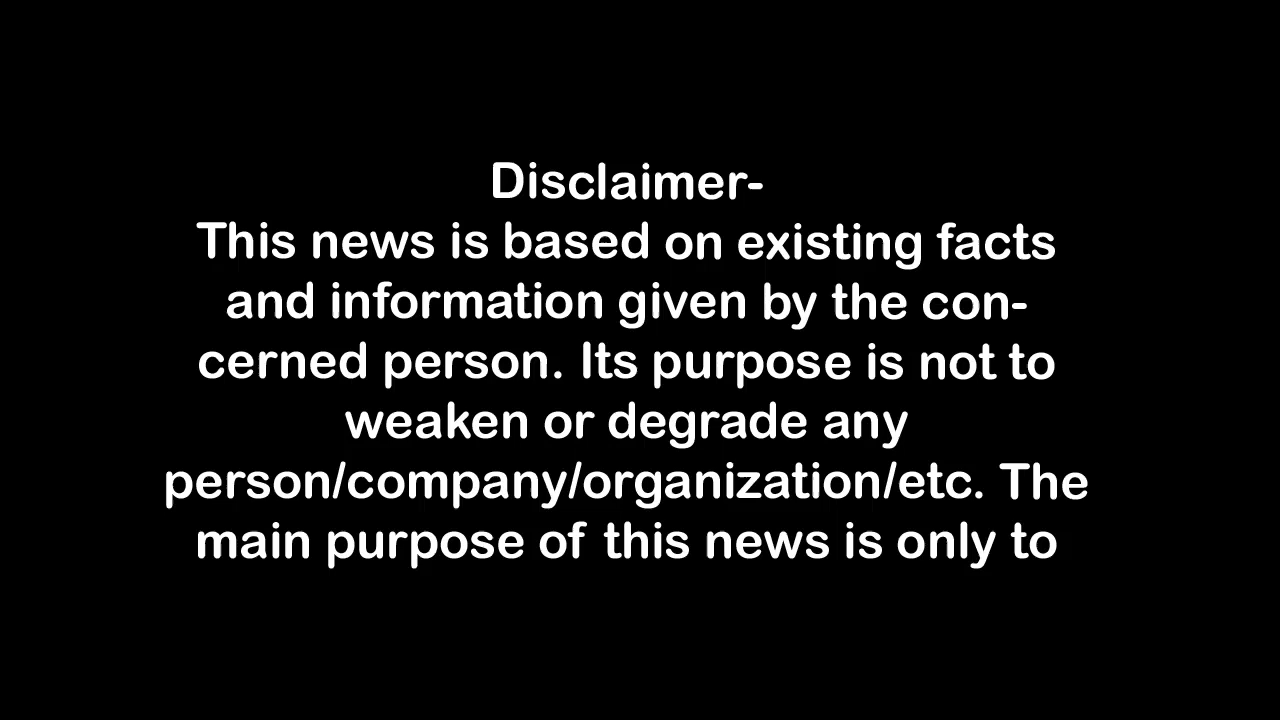 Disclaimer-
This news is based on existing facts
and information given by the con-
cerned person. Its purpose is not to
weaken or degrade any
person/company/organization/etc. The
main purpose of this news is only to